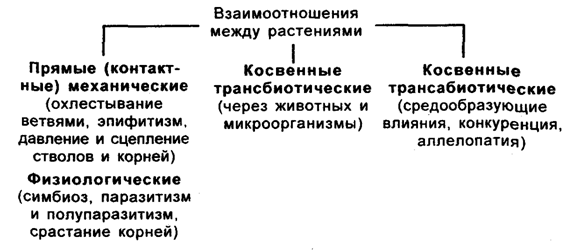 Взаимоотношения
между растениями
Прямые (контакт-
ные) механические
(охлестывание
ветвями, эпифитизм,
давление и сцепление
стволов и корней)
Физиологические
(симбиоз, паразитизм
и полупаразитизм,
срастание корней)
Косвенные
трансбиотические
(через животных и
микроорганизмы)
Косвенные
трансабиотические
(средообразующие
влияния, конкуренция,
аллелопатия)